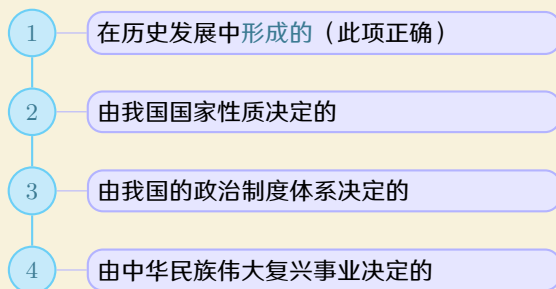 1 在历史发展中形成的（此项正确）
2 由我国国家性质决定的
3 由我国的政治制度体系决定的
4 由中华民族伟大复兴事业决定的